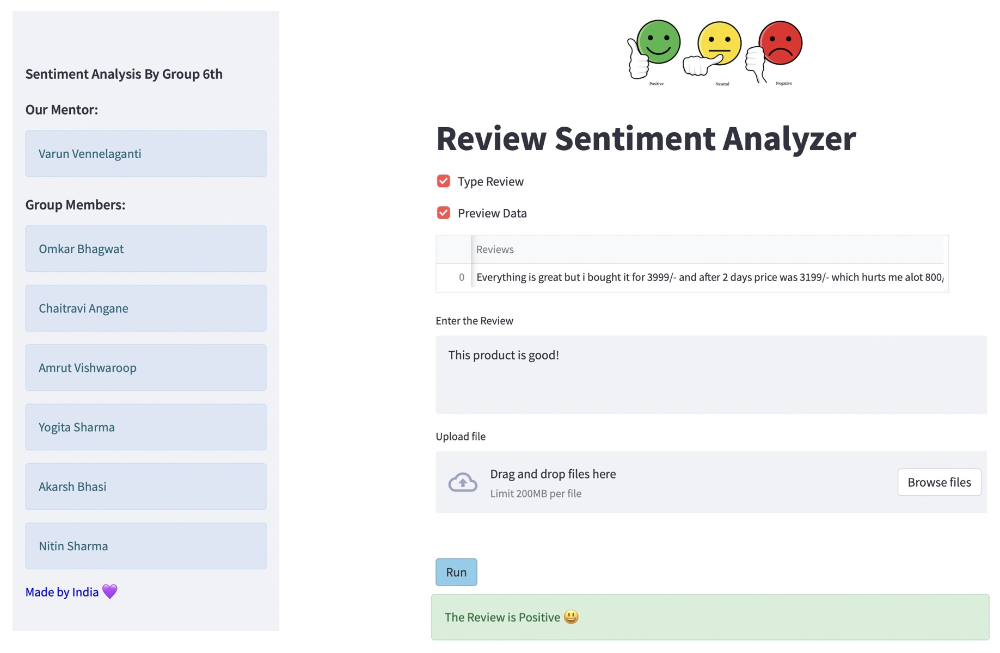 Sentiment Analysis By Group 6th
Our Mentor:
Varun Vennelaganti
Group Members:
Omkar Bhagwat
Chaitravi Angane
Amrut Vishwaroop
Yogita Sharma
Akarsh Bhasi
Nitin Sharma
Made by India 💜
Positive
Neutral
Negative
Review Sentiment Analyzer
Type Review
Preview Data
Reviews
0 Everything is great but i bought it for 3999/- and after 2 days price was 3199/- which hurts me alot 800/
Enter the Review
This product is good!
Upload file
Drag and drop files here
Limit 200MB per file
Browse files
Run
The Review is Positive 😃